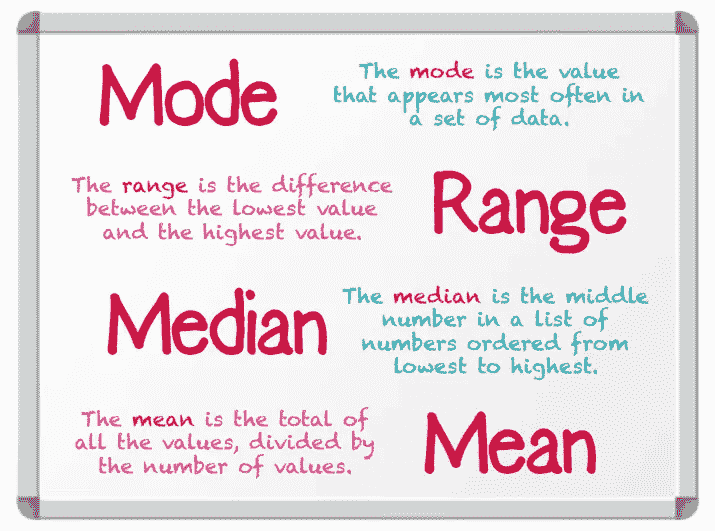 Mode
The mode is the value
that appears most often in
a set of data.
The range is the difference
between the lowest value
and the highest value.
Range
Median
The median is the middle
number in a list of
numbers ordered from
lowest to highest.
The mean is the total of
all the values, divided by
the number of values.
Mean